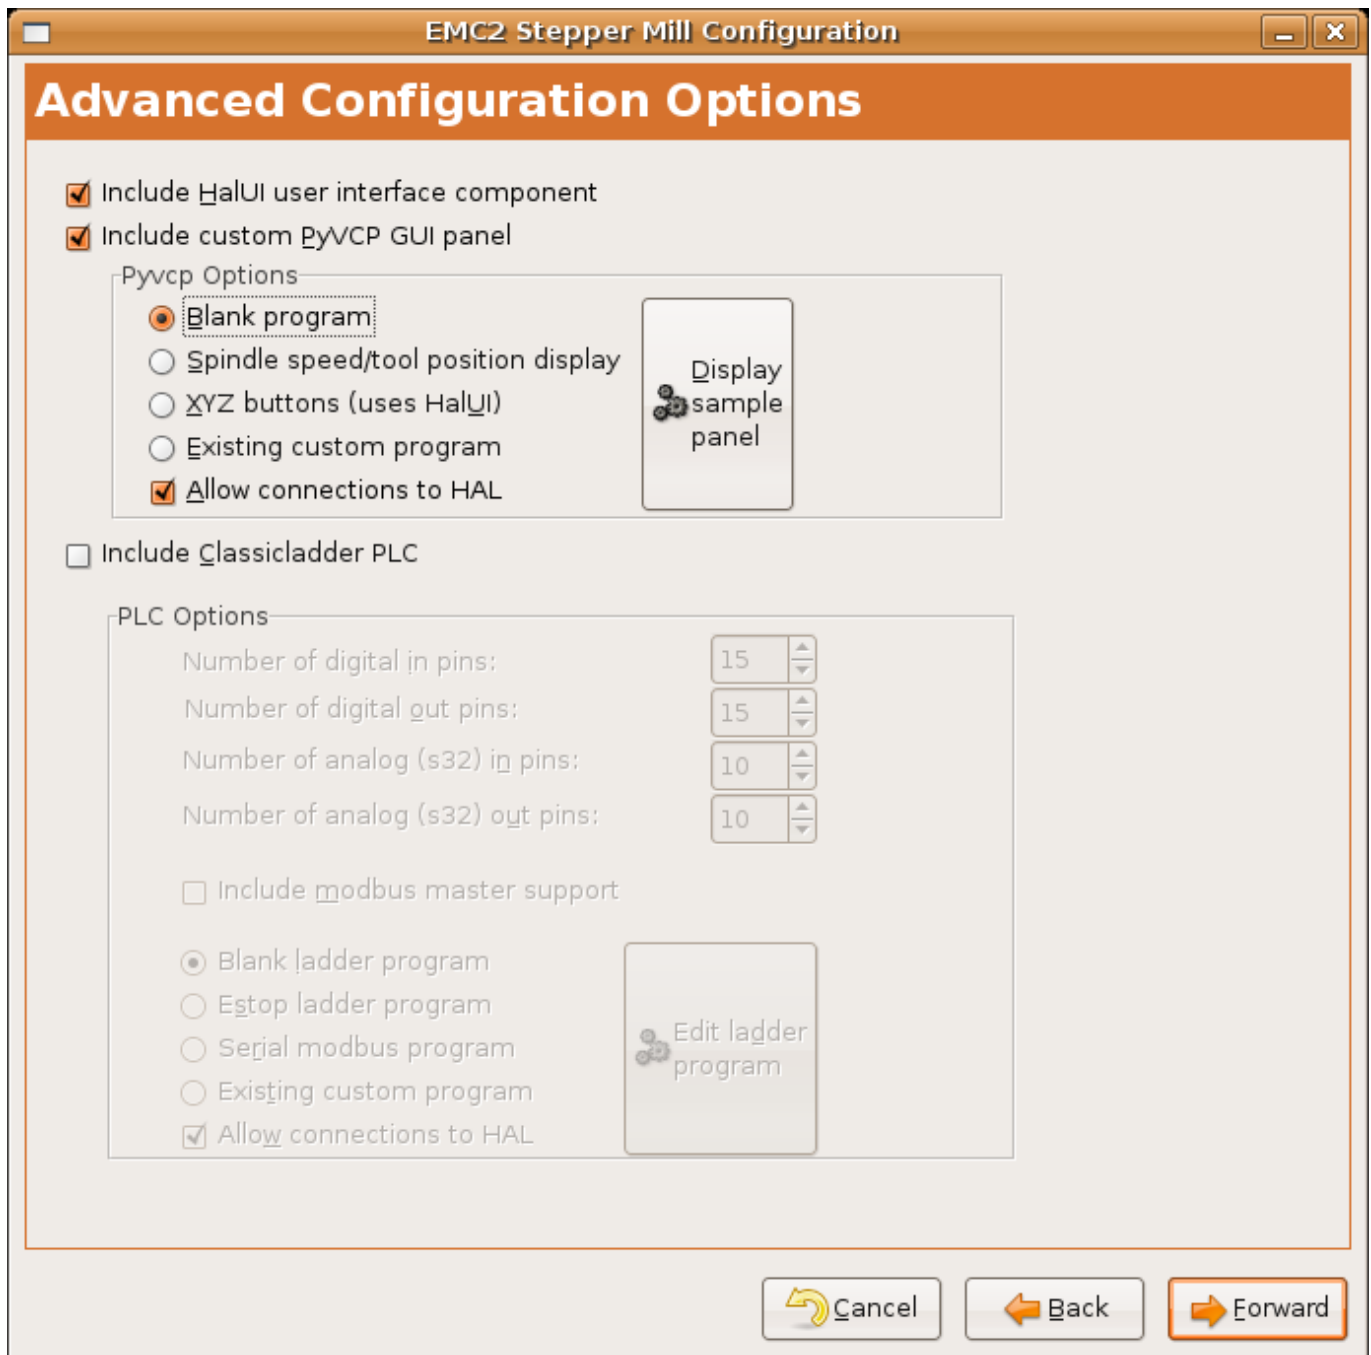 EMC2 Stepper Mill Configuration
Advanced Configuration Options
Include HalUI user interface component
Include custom PyVCP GUI panel
Pyvcp Options
Blank program
Spindle speed/tool position display
XYZ buttons (uses HalUI)
Existing custom program
Allow connections to HAL
Display
sample
panel
Include Classicladder PLC
PLC Options
Number of digital in pins: 15
Number of digital out pins: 15
Number of analog (s32) in pins: 10
Number of analog (s32) out pins: 10
Include modbus master support
Blank ladder program
Estop ladder program
Serial modbus program
Existing custom program
Allow connections to HAL
Edit ladder
program
Cancel Back Forward